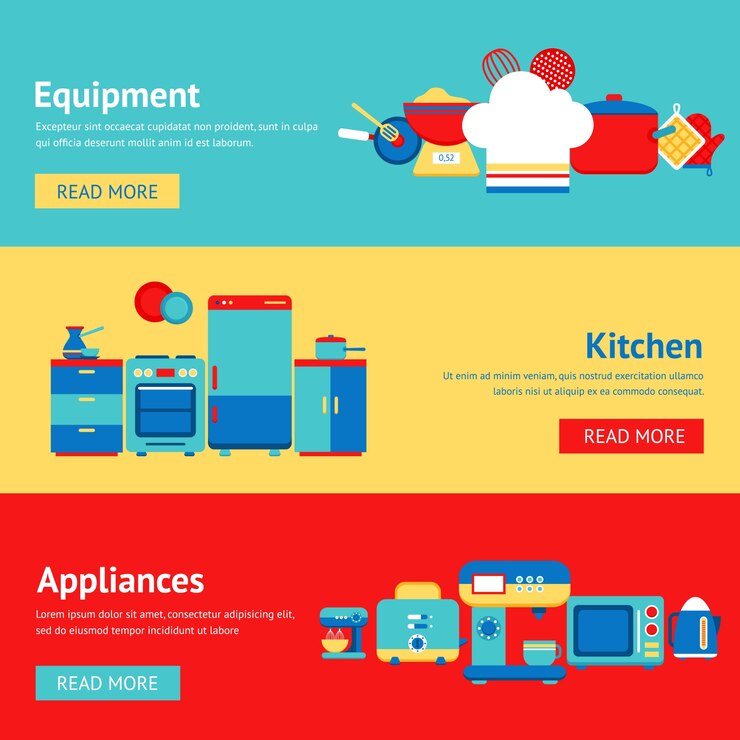 Equipment
Excepteur sint occaecat cupidatat non proident, sunt in culpa
qui officia deserunt mollit anim id est laborum.
READ MORE
0,52
Kitchen
Ut enim ad minim veniam, quis nostrud exercitation ullamco
laboris nisi ut aliquip ex ea commodo consequat.
READ MORE
Appliances
Lorem ipsum dolor sit amet, consectetur adipisicing elit,
sed do eiusmod tempor incididunt ut labore
READ MORE